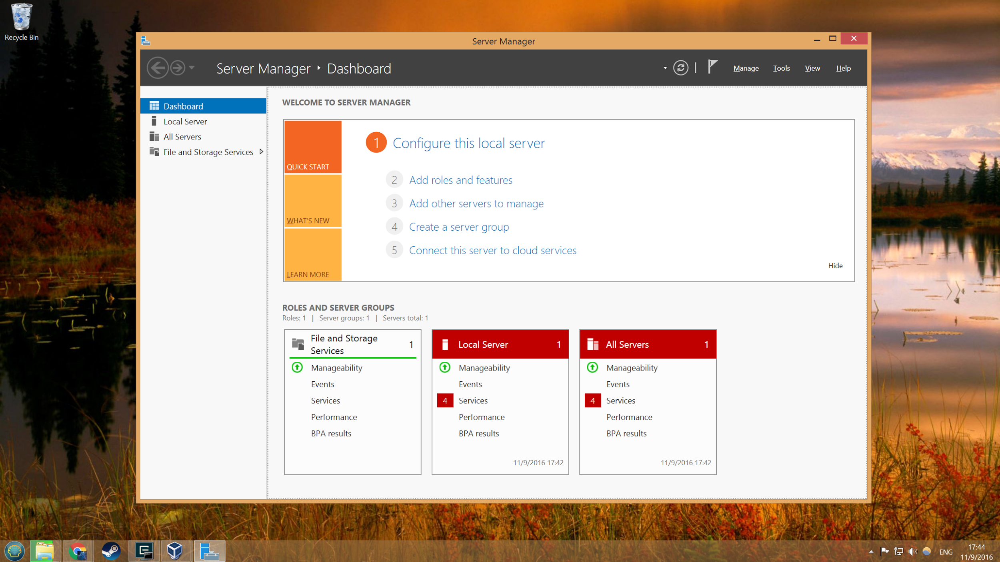 Recycle Bin
Server Manager
Server Manager Dashboard
Manage Tools View Help
Dashboard
Local Server
All Servers
File and Storage Services
WELCOME TO SERVER MANAGER
QUICK START
WHAT'S NEW
LEARN MORE
1 Configure this local server
2 Add roles and features
3 Add other servers to manage
4 Create a server group
5 Connect this server to cloud services
Hide
ROLES AND SERVER GROUPS
Roles: 1 | Server groups: 1 | Servers total: 1
File and Storage
Services 1
Manageability
Events
Services
Performance
BPA results
Local Server 1
Manageability
Events
4 Services
Performance
BPA results
11/9/2016 17:42
All Servers 1
Manageability
Events
4 Services
Performance
BPA results
11/9/2016 17:42
ENG
17:44
11/9/2016